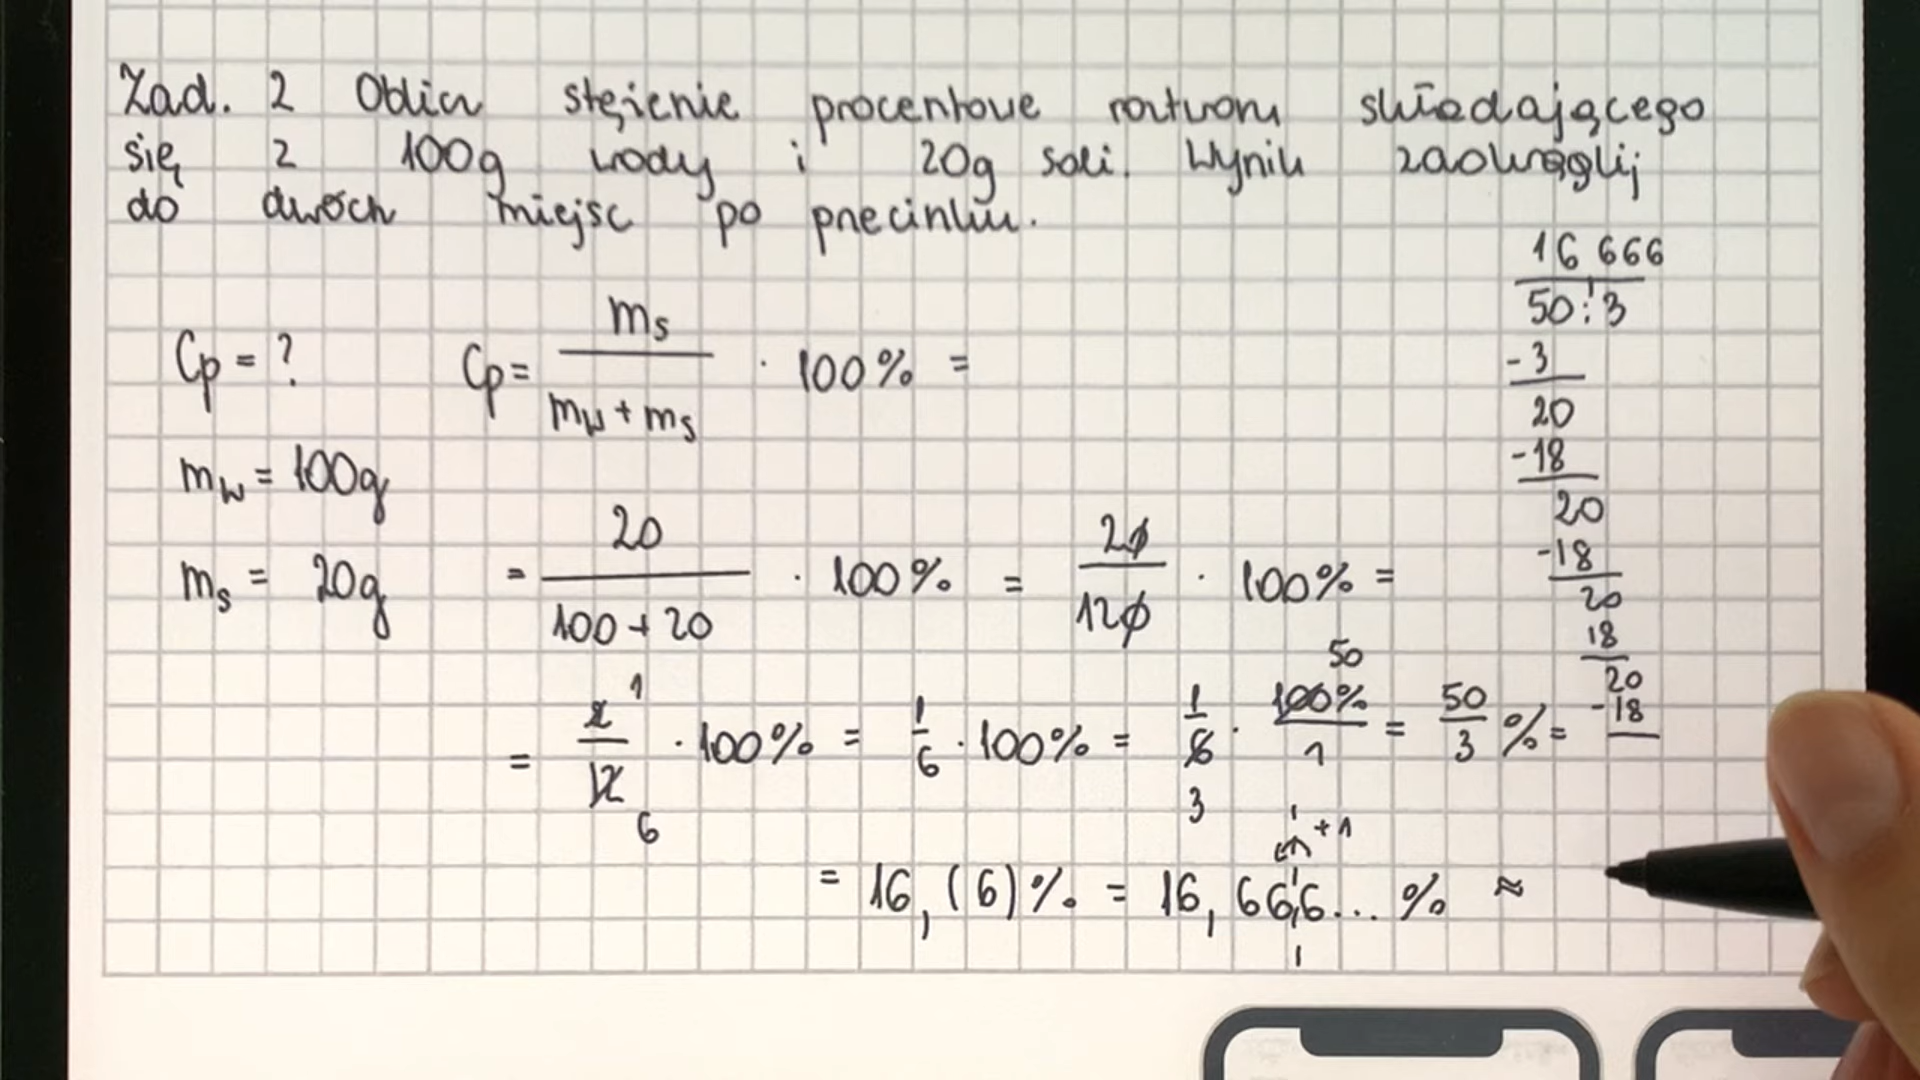 Zad. 2 Oblicz stężenie procentowe roztworu składającego
się z 100g wody i 20g soli. Wynik zaokrąglij
do dwóch miejsc po przecinku.
Cp = ?
Cp = ms / (mw + ms) · 100% =
mw = 100g
ms = 20g
= 20 / (100 + 20) · 100% = 20 / 120 · 100% =
= 2 1 / 12 6 · 100% = 1/6 · 100% = 1 / 6 3 · 50 100% / 1 = 50/3 % =
+1
= 16,(6)% = 16,666...% ≈
16 666
50 : 3
-3
20
-18
20
-18
20
18
20
-18